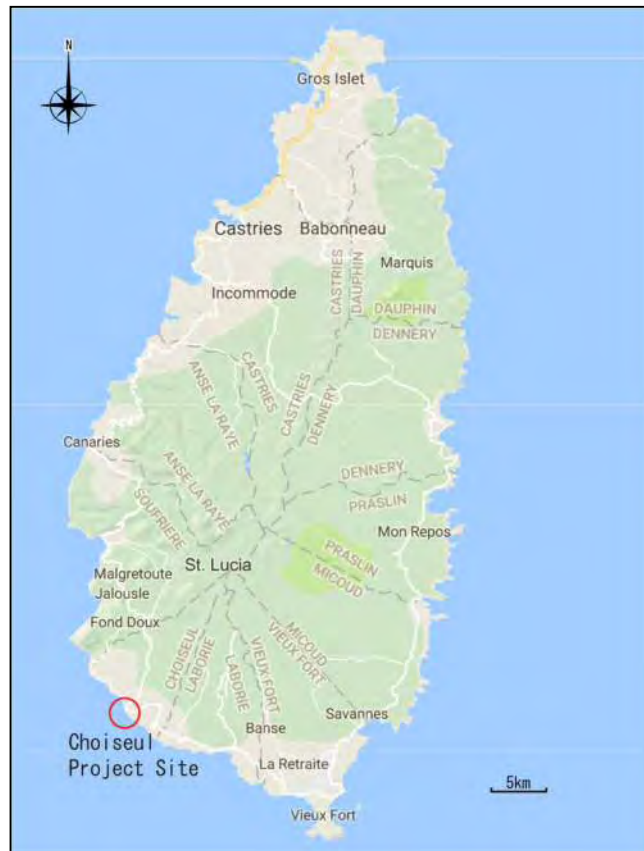 N
Gros Islet
Castries
Babonneau
Marquis
Incommode
CASTRIES
DAUPHIN
DAUPHIN
DENNERY
CASTRIES
ANSE LA RAYE
CASTRIES
DENNERY
Canaries
ANSE LA RAYE
SOUFRIERE
DENNERY
PRASLIN
Mon Repos
PRASLIN
MICOUD
St. Lucia
Malgretoute
Jalousie
Fond Doux
CHOISEUL
LABORIE
LABORIE
VIEUX FORT
MICOUD
VIEUX FORT
Savannes
Banse
Choiseul
Project Site
La Retraite
5km
Vieux Fort